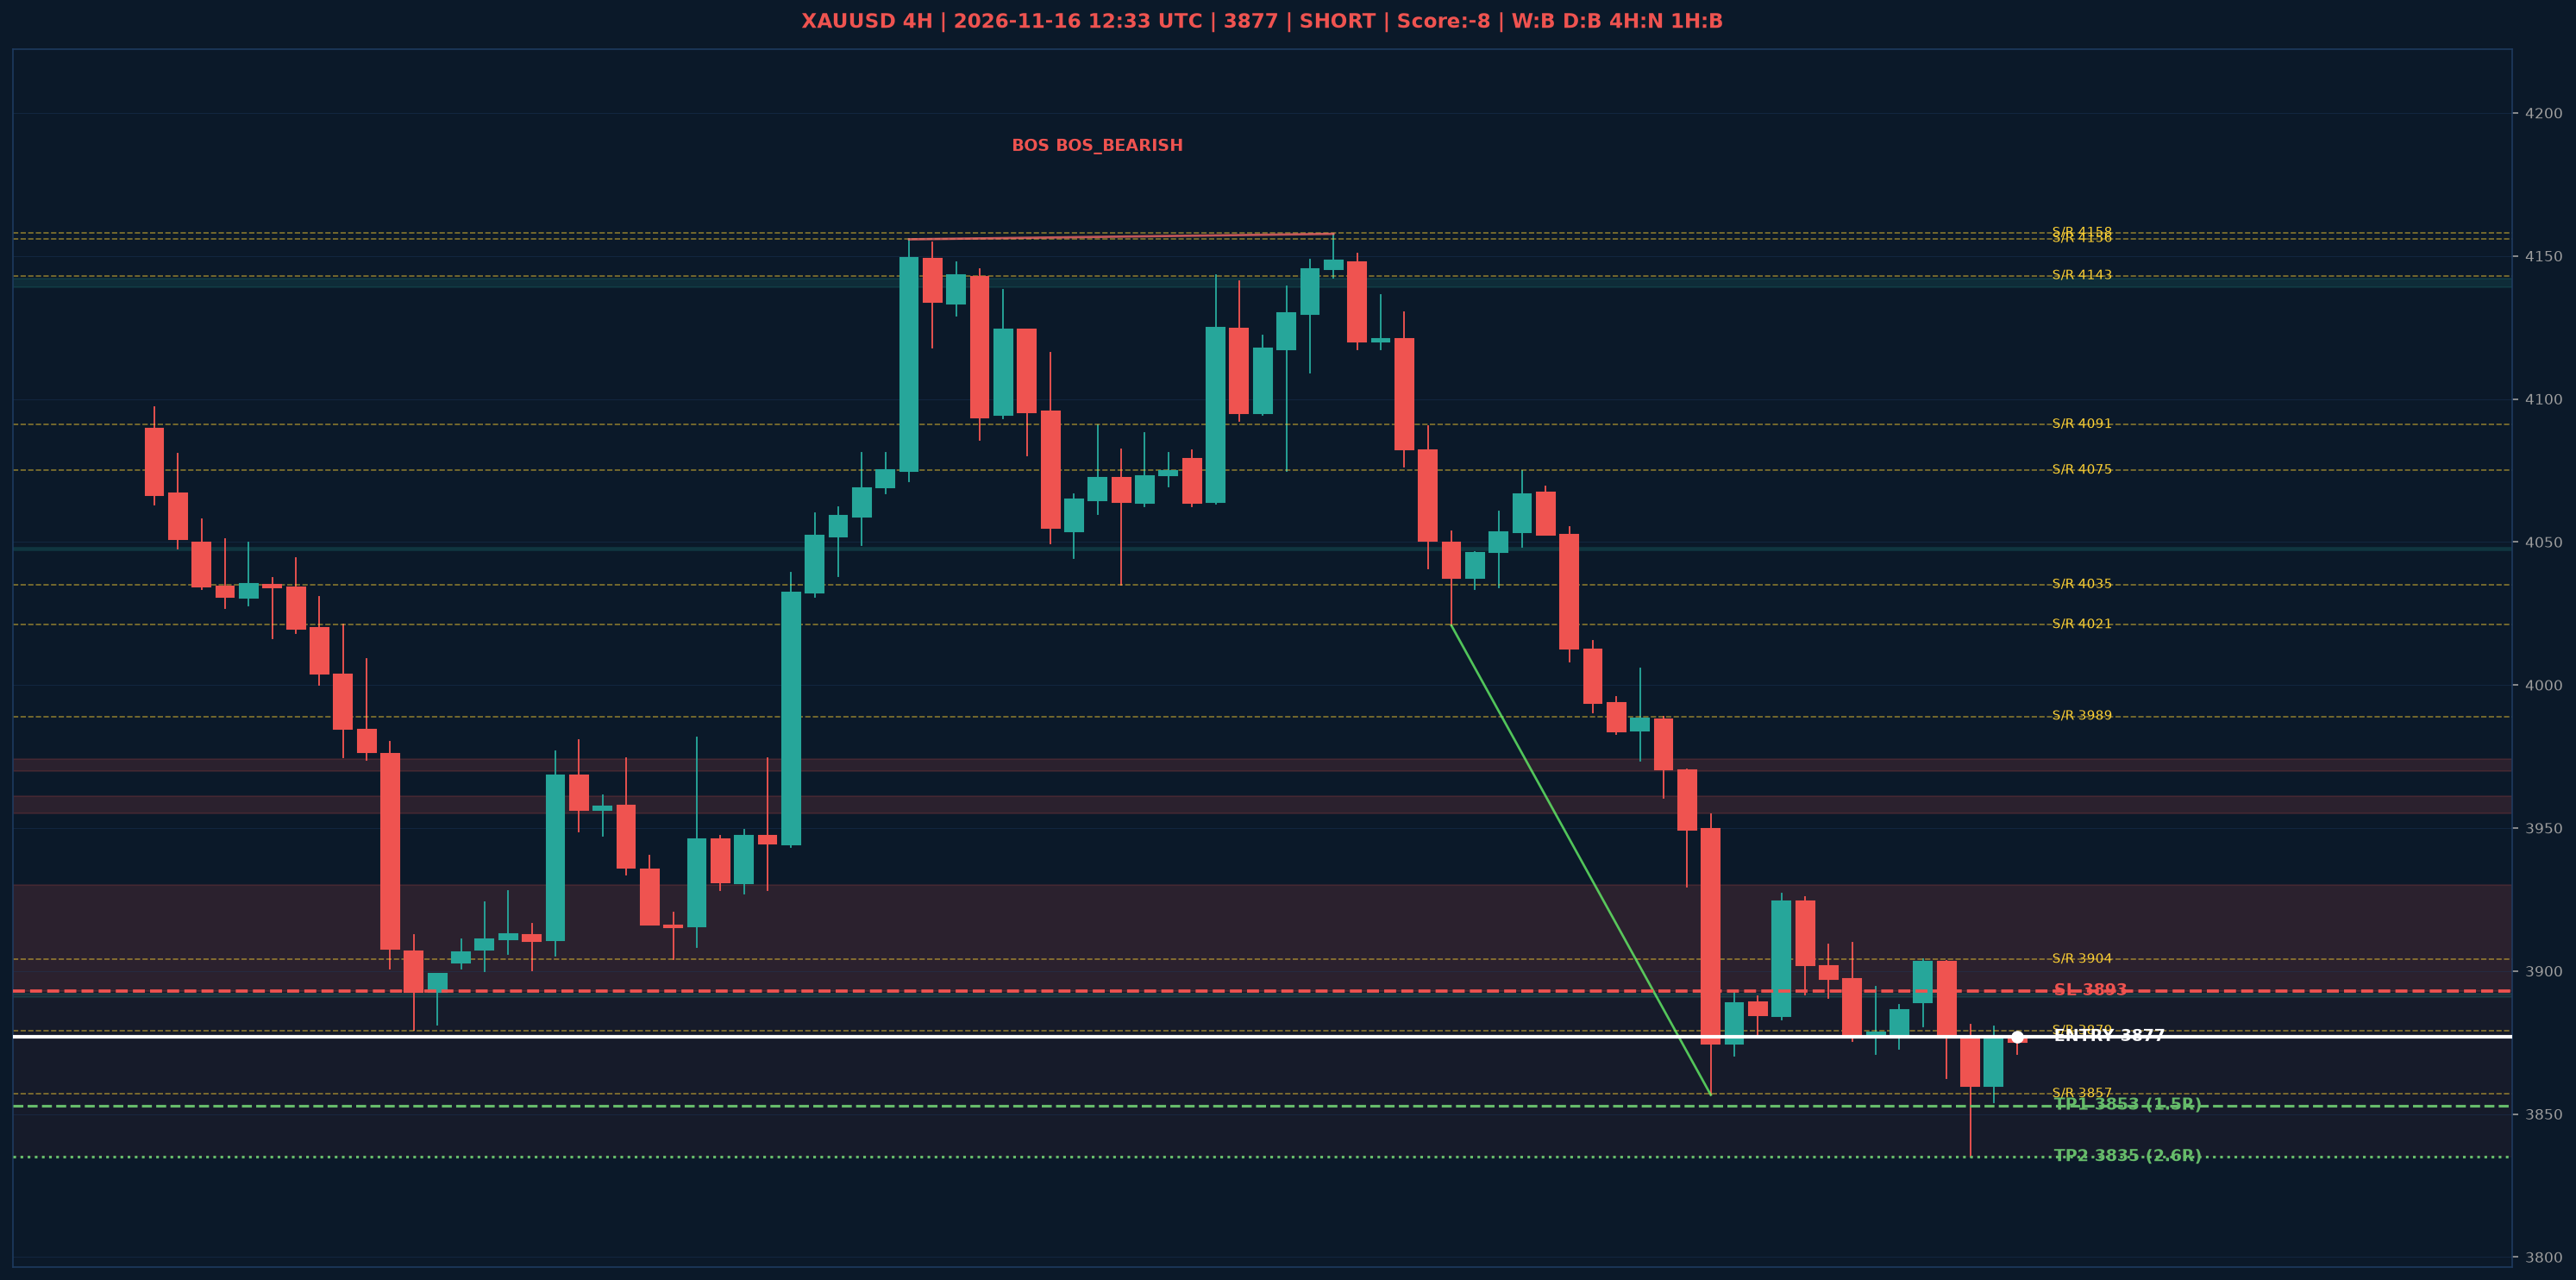 XAUUSD 4H | 2026-11-16 12:33 UTC | 3877 | SHORT | Score:-8 | W:B D:B 4H:N 1H:B
4200
BOS BOS_BEARISH
S/R 4158
S/R 4156
4150
S/R 4143
4100
S/R 4091
S/R 4075
4050
S/R 4035
S/R 4021
4000
S/R 3989
3950
S/R 3904
3900
SL 3893
S/R 3879
ENTRY 3877
S/R 3857
TP1 3853 (1.5R)
3850
TP2 3835 (2.6R)
3800